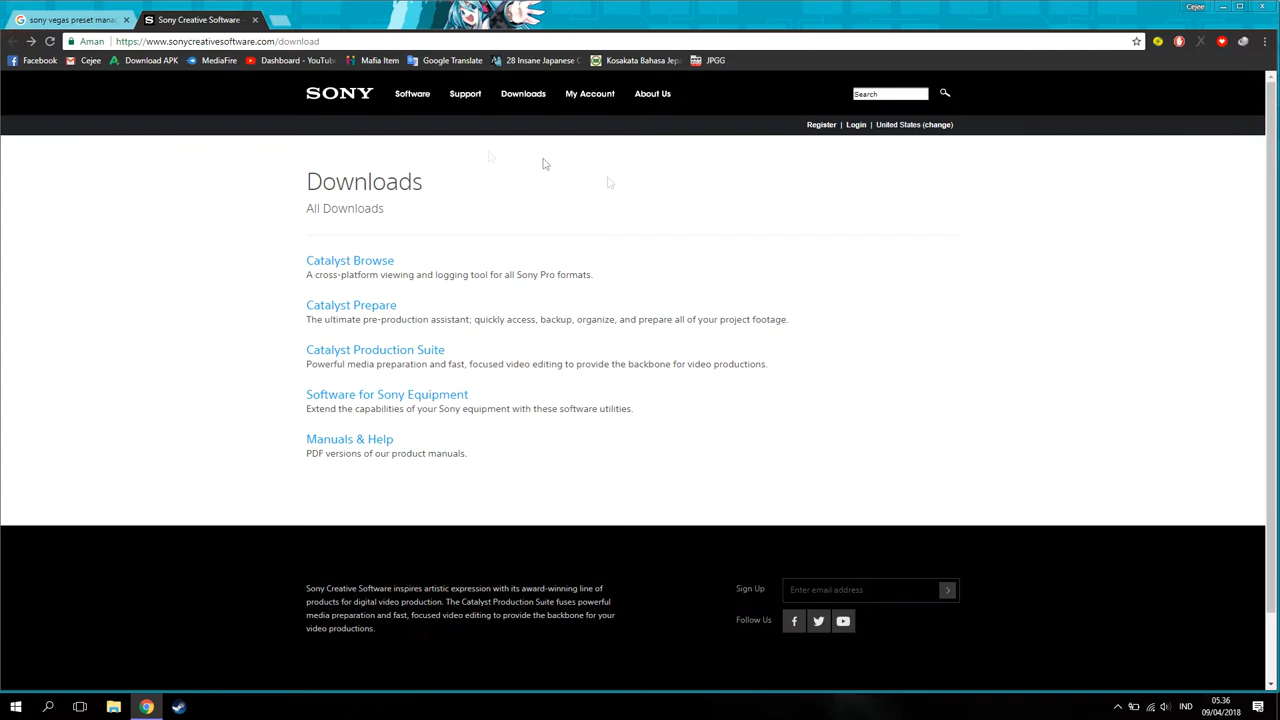 sony vegas preset mana
Sony Creative Software -
Cejee
Aman
https://www.sonycreativesoftware.com/download
Facebook
Cejee
Download APK
MediaFire
Dashboard - YouTu
Mafia Item
Google Translate
28 Insane Japanese C
Kosakata Bahasa Jep
JPGG
SONY
Software
Support
Downloads
My Account
About Us
Search
Register | Login | United States (change)
Downloads
All Downloads
Catalyst Browse
A cross-platform viewing and logging tool for all Sony Pro formats.
Catalyst Prepare
The ultimate pre-production assistant; quickly access, backup, organize, and prepare all of your project footage.
Catalyst Production Suite
Powerful media preparation and fast, focused video editing to provide the backbone for video productions.
Software for Sony Equipment
Extend the capabilities of your Sony equipment with these software utilities.
Manuals & Help
PDF versions of our product manuals.
Sony Creative Software inspires artistic expression with its award-winning line of
products for digital video production. The Catalyst Production Suite fuses powerful
media preparation and fast, focused video editing to provide the backbone for your
video productions.
Sign Up
Enter email address
Follow Us
IND
05.36
09/04/2018